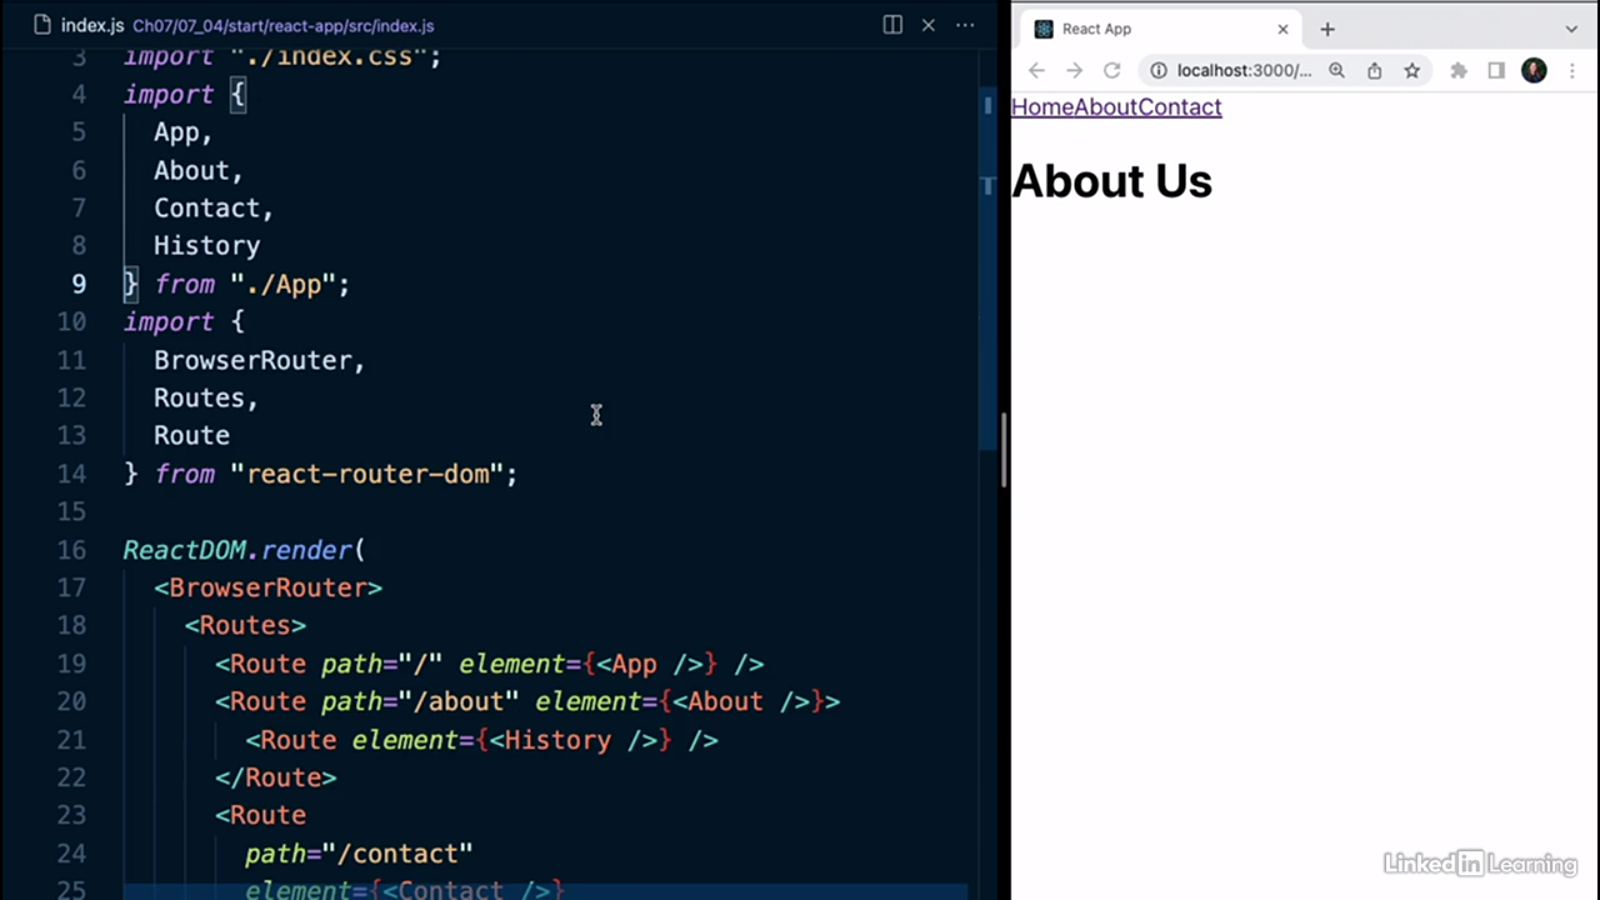 index.js Ch07/07_04/start/react-app/src/index.js
3 import "./index.css";
4 import {
5 App,
6 About,
7 Contact,
8 History
9 } from "./App";
10 import {
11 BrowserRouter,
12 Routes,
13 Route
14 } from "react-router-dom";
15
16 ReactDOM.render(
17 <BrowserRouter>
18 <Routes>
19 <Route path="/" element={<App />} />
20 <Route path="/about" element={<About />}>
21 <Route element={<History />} />
22 </Route>
23 <Route
24 path="/contact"
25 element={<Contact />}
React App
localhost:3000/...
HomeAboutContact
About Us
LinkedIn Learning